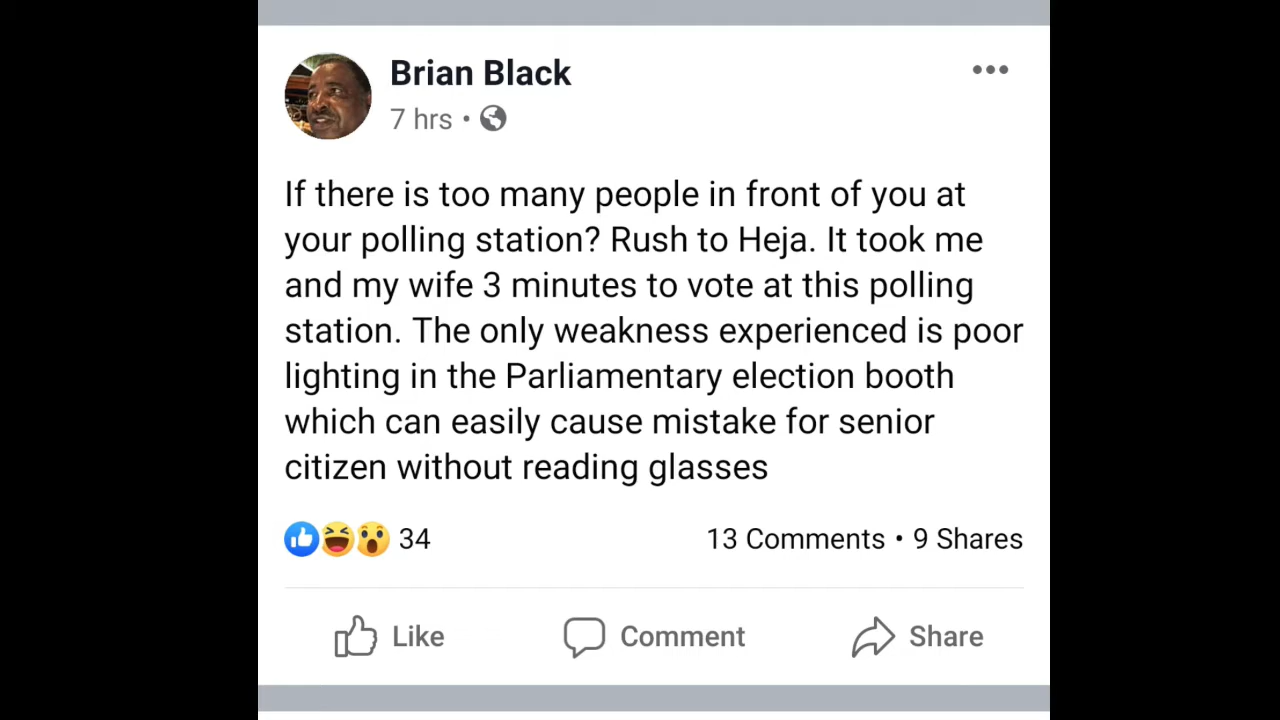 Brian Black
7 hrs •
If there is too many people in front of you at
your polling station? Rush to Heja. It took me
and my wife 3 minutes to vote at this polling
station. The only weakness experienced is poor
lighting in the Parliamentary election booth
which can easily cause mistake for senior
citizen without reading glasses
34 13 Comments • 9 Shares
Like Comment Share